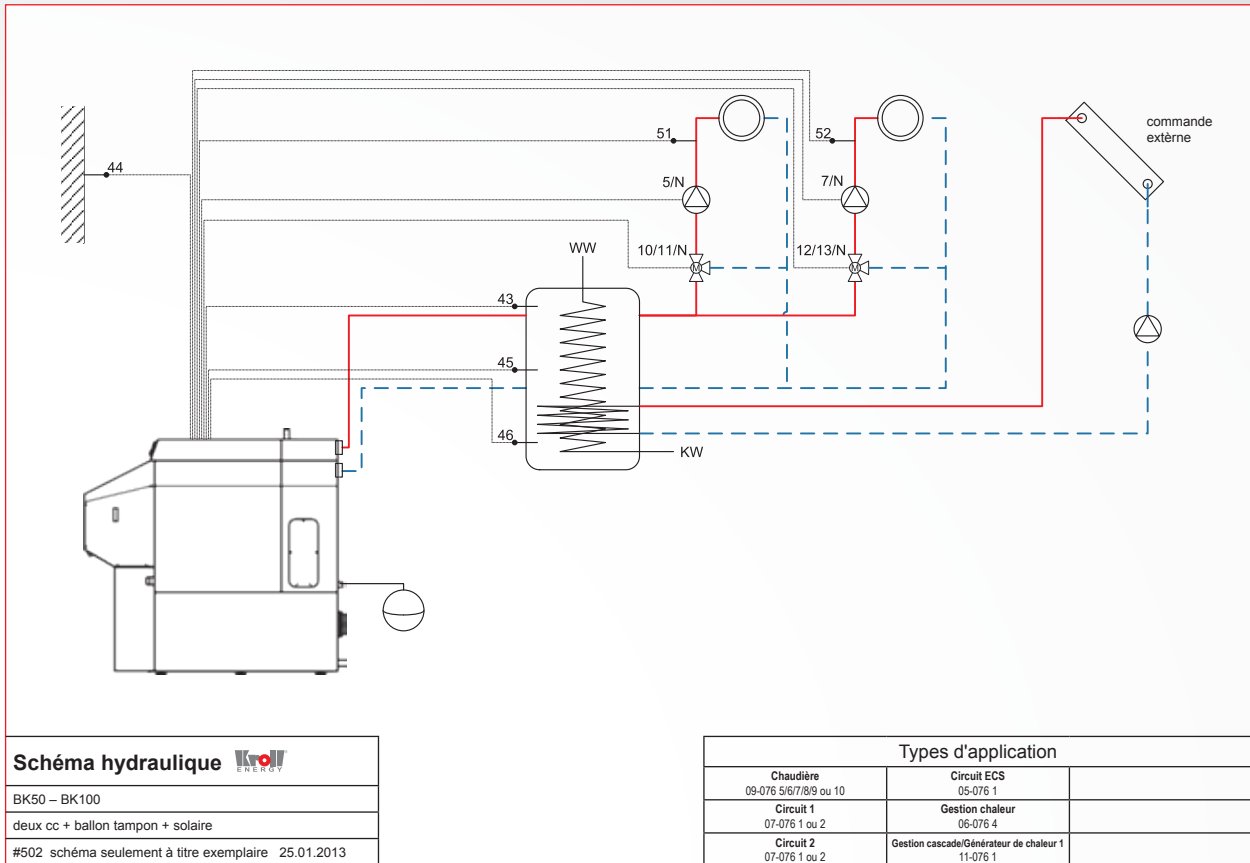 commande
extèrne
51
52
44
5/N
7/N
WW
10/11/N
12/13/N
M
M
43
45
46
KW
Schéma hydraulique Kroll
ENERGY
BK50 – BK100
deux cc + ballon tampon + solaire
#502 schéma seulement à titre exemplaire 25.01.2013
Types d'application
Chaudière
09-076 5/6/7/8/9 ou 10
Circuit ECS
05-076 1
Circuit 1
07-076 1 ou 2
Gestion chaleur
06-076 4
Circuit 2
07-076 1 ou 2
Gestion cascade/Générateur de chaleur 1
11-076 1